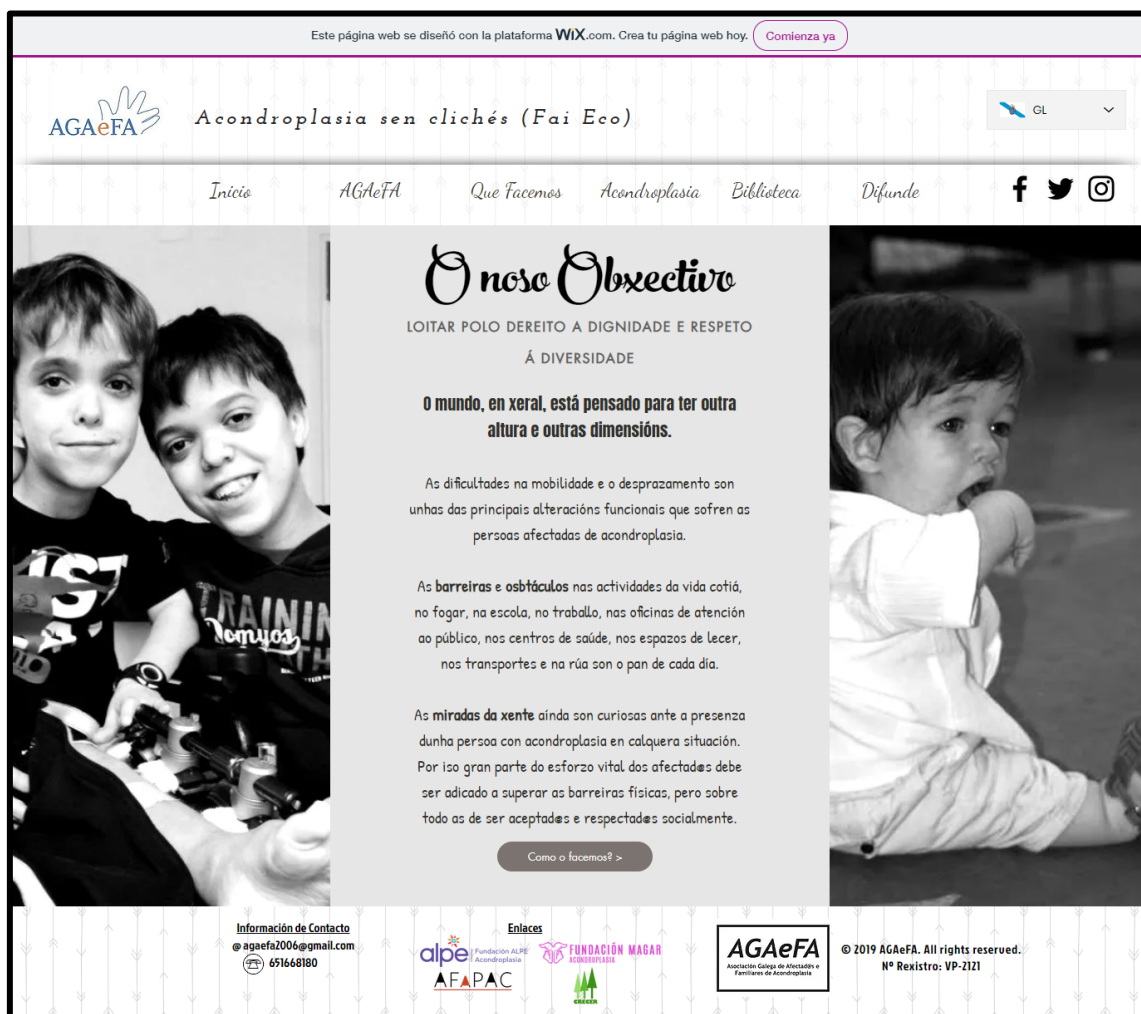 Este página web se diseñó con la plataforma WiX.com. Crea tu página web hoy. Comienza ya
AGAeFA
Acondroplasia sen clichés (Fai Eco)
GL
Inicio AGAeFA Que Facemos Acondroplasia Biblioteca Difunde
O noso Obxectivo
LOITAR POLO DEREITO A DIGNIDADE E RESPETO
Á DIVERSIDADE
O mundo, en xeral, está pensado para ter outra
altura e outras dimensións.
As dificultades na mobilidade e o desprazamento son
unhas das principais alteracións funcionais que sofren as
persoas afectadas de acondroplasia.
As barreiras e osbtáculos nas actividades da vida cotiá,
no fogar, na escola, no traballo, nas oficinas de atención
ao público, nos centros de saúde, nos espazos de lecer,
nos transportes e na rúa son o pan de cada día.
As miradas da xente aínda son curiosas ante a presenza
dunha persoa con acondroplasia en calquera situación.
Por iso gran parte do esforzo vital dos afectad@s debe
ser adicado a superar as barreiras físicas, pero sobre
todo as de ser aceptad@s e respectad@s socialmente.
Como o facemos? >
TRAINING
Domyos
Información de Contacto
@ agaefa2006@gmail.com
651668180
Enlaces
alpe Fundación ALPE
Acondroplasia
FUNDACIÓN MAGAR
ACONDROPLASIA
AFAPAC
CRECER
AGAeFA
Asociación Galega de Afectad@s e
Familiares de Acondroplasia
© 2019 AGAeFA. All rights reserved.
Nº Rexistro: VP-2121